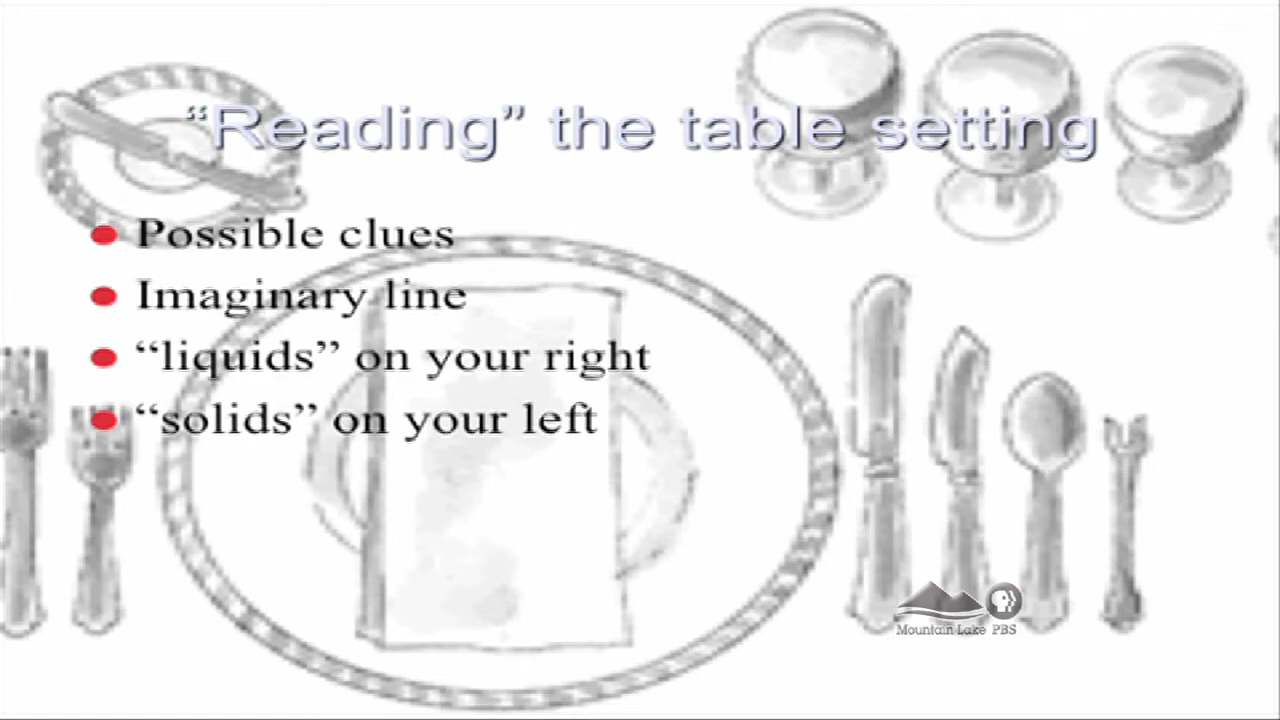 “Reading” the table setting
Possible clues
Imaginary line
“liquids” on your right
“solids” on your left
Mountain Lake PBS